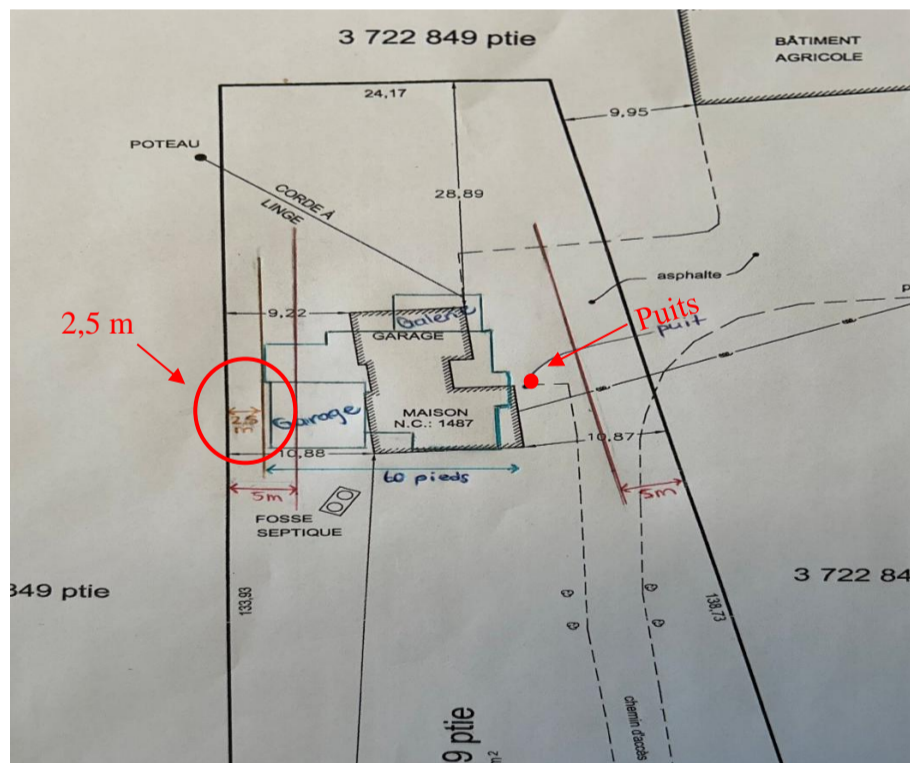 3 722 849 ptie
BÂTIMENT
AGRICOLE
24,17
9.95
POTEAU
CORDE À
LINGE
28,89
asphalte
2,5 m
9,22
Galerie
GARAGE
Puits
puit
Garage
MAISON
N.C.: 1487
10,88
10,87
60 pieds
5m
5m
FOSSE
SEPTIQUE
3 722 84
849 ptie
133,93
138,73
chemin d'accès
9 ptie